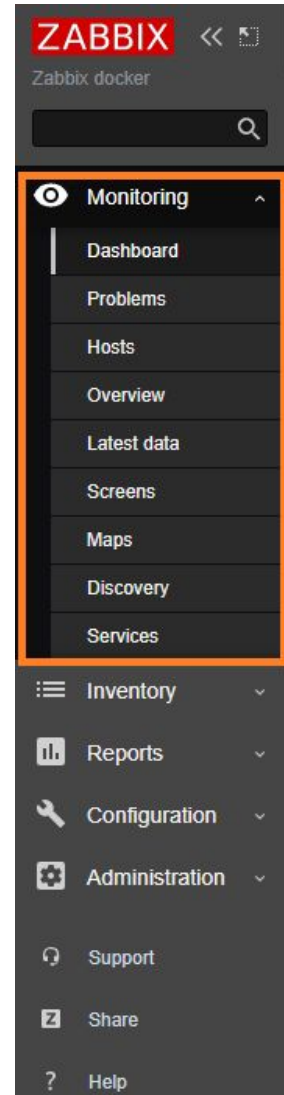 ZABBIX
Zabbix docker
Monitoring
Dashboard
Problems
Hosts
Overview
Latest data
Screens
Maps
Discovery
Services
Inventory
Reports
Configuration
Administration
Support
Z Share
? Help